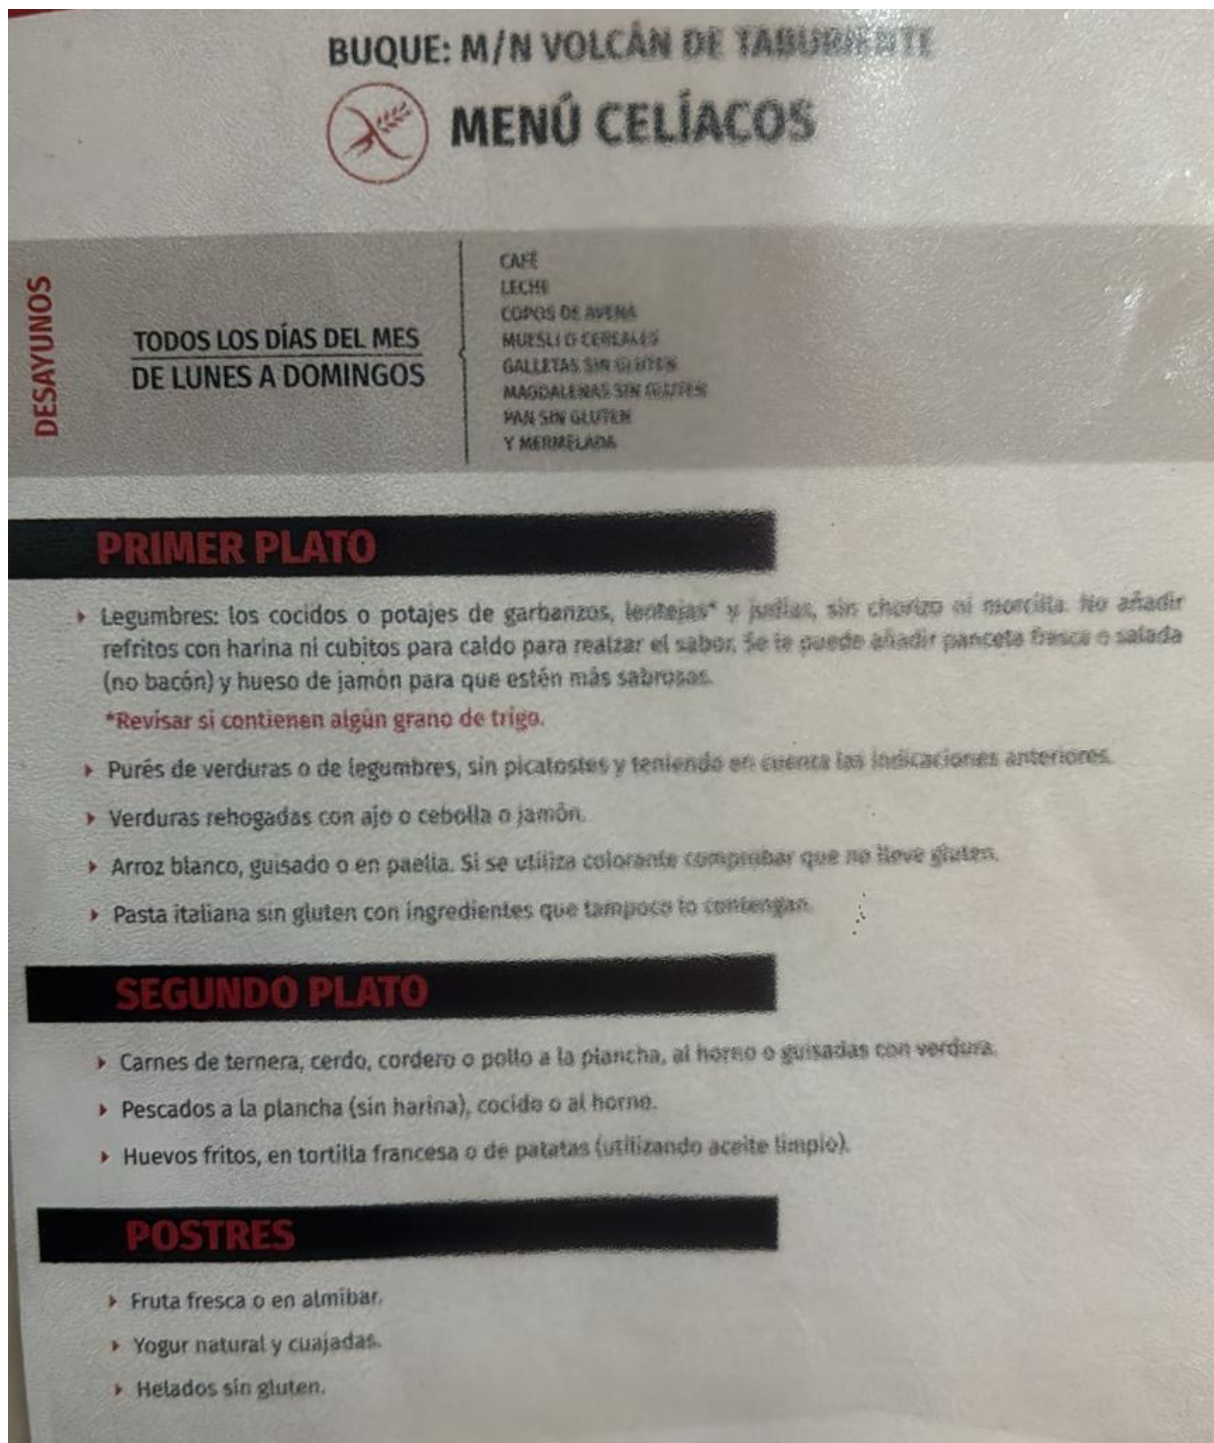 BUQUE: M/N VOLCÁN DE TABURIENTE
MENÚ CELÍACOS
DESAYUNOS
TODOS LOS DÍAS DEL MES
DE LUNES A DOMINGOS
CAFÉ
LECHE
COPOS DE AVENA
MUESLI O CEREALES
GALLETAS SIN GLUTEN
MAGDALENAS SIN GLUTEN
PAN SIN GLUTEN
Y MERMELADA
PRIMER PLATO
Legumbres: los cocidos o potajes de garbanzos, lentejas* y judías, sin chorizo ni morcilla. No añadir
refritos con harina ni cubitos para caldo para realzar el sabor. Se le puede añadir panceta fresca o salada
(no bacón) y hueso de jamón para que estén más sabrosas.
*Revisar si contienen algún grano de trigo.
Purés de verduras o de legumbres, sin picatostes y teniendo en cuenta las indicaciones anteriores.
Verduras rehogadas con ajo o cebolla o jamón.
Arroz blanco, guisado o en paella. Si se utiliza colorante comprobar que no lleve gluten.
Pasta italiana sin gluten con ingredientes que tampoco lo contengan.
SEGUNDO PLATO
Carnes de ternera, cerdo, cordero o pollo a la plancha, al horno o guisadas con verdura.
Pescados a la plancha (sin harina), cocido o al horno.
Huevos fritos, en tortilla francesa o de patatas (utilizando aceite limpio).
POSTRES
Fruta fresca o en almíbar.
Yogur natural y cuajadas.
Helados sin gluten.